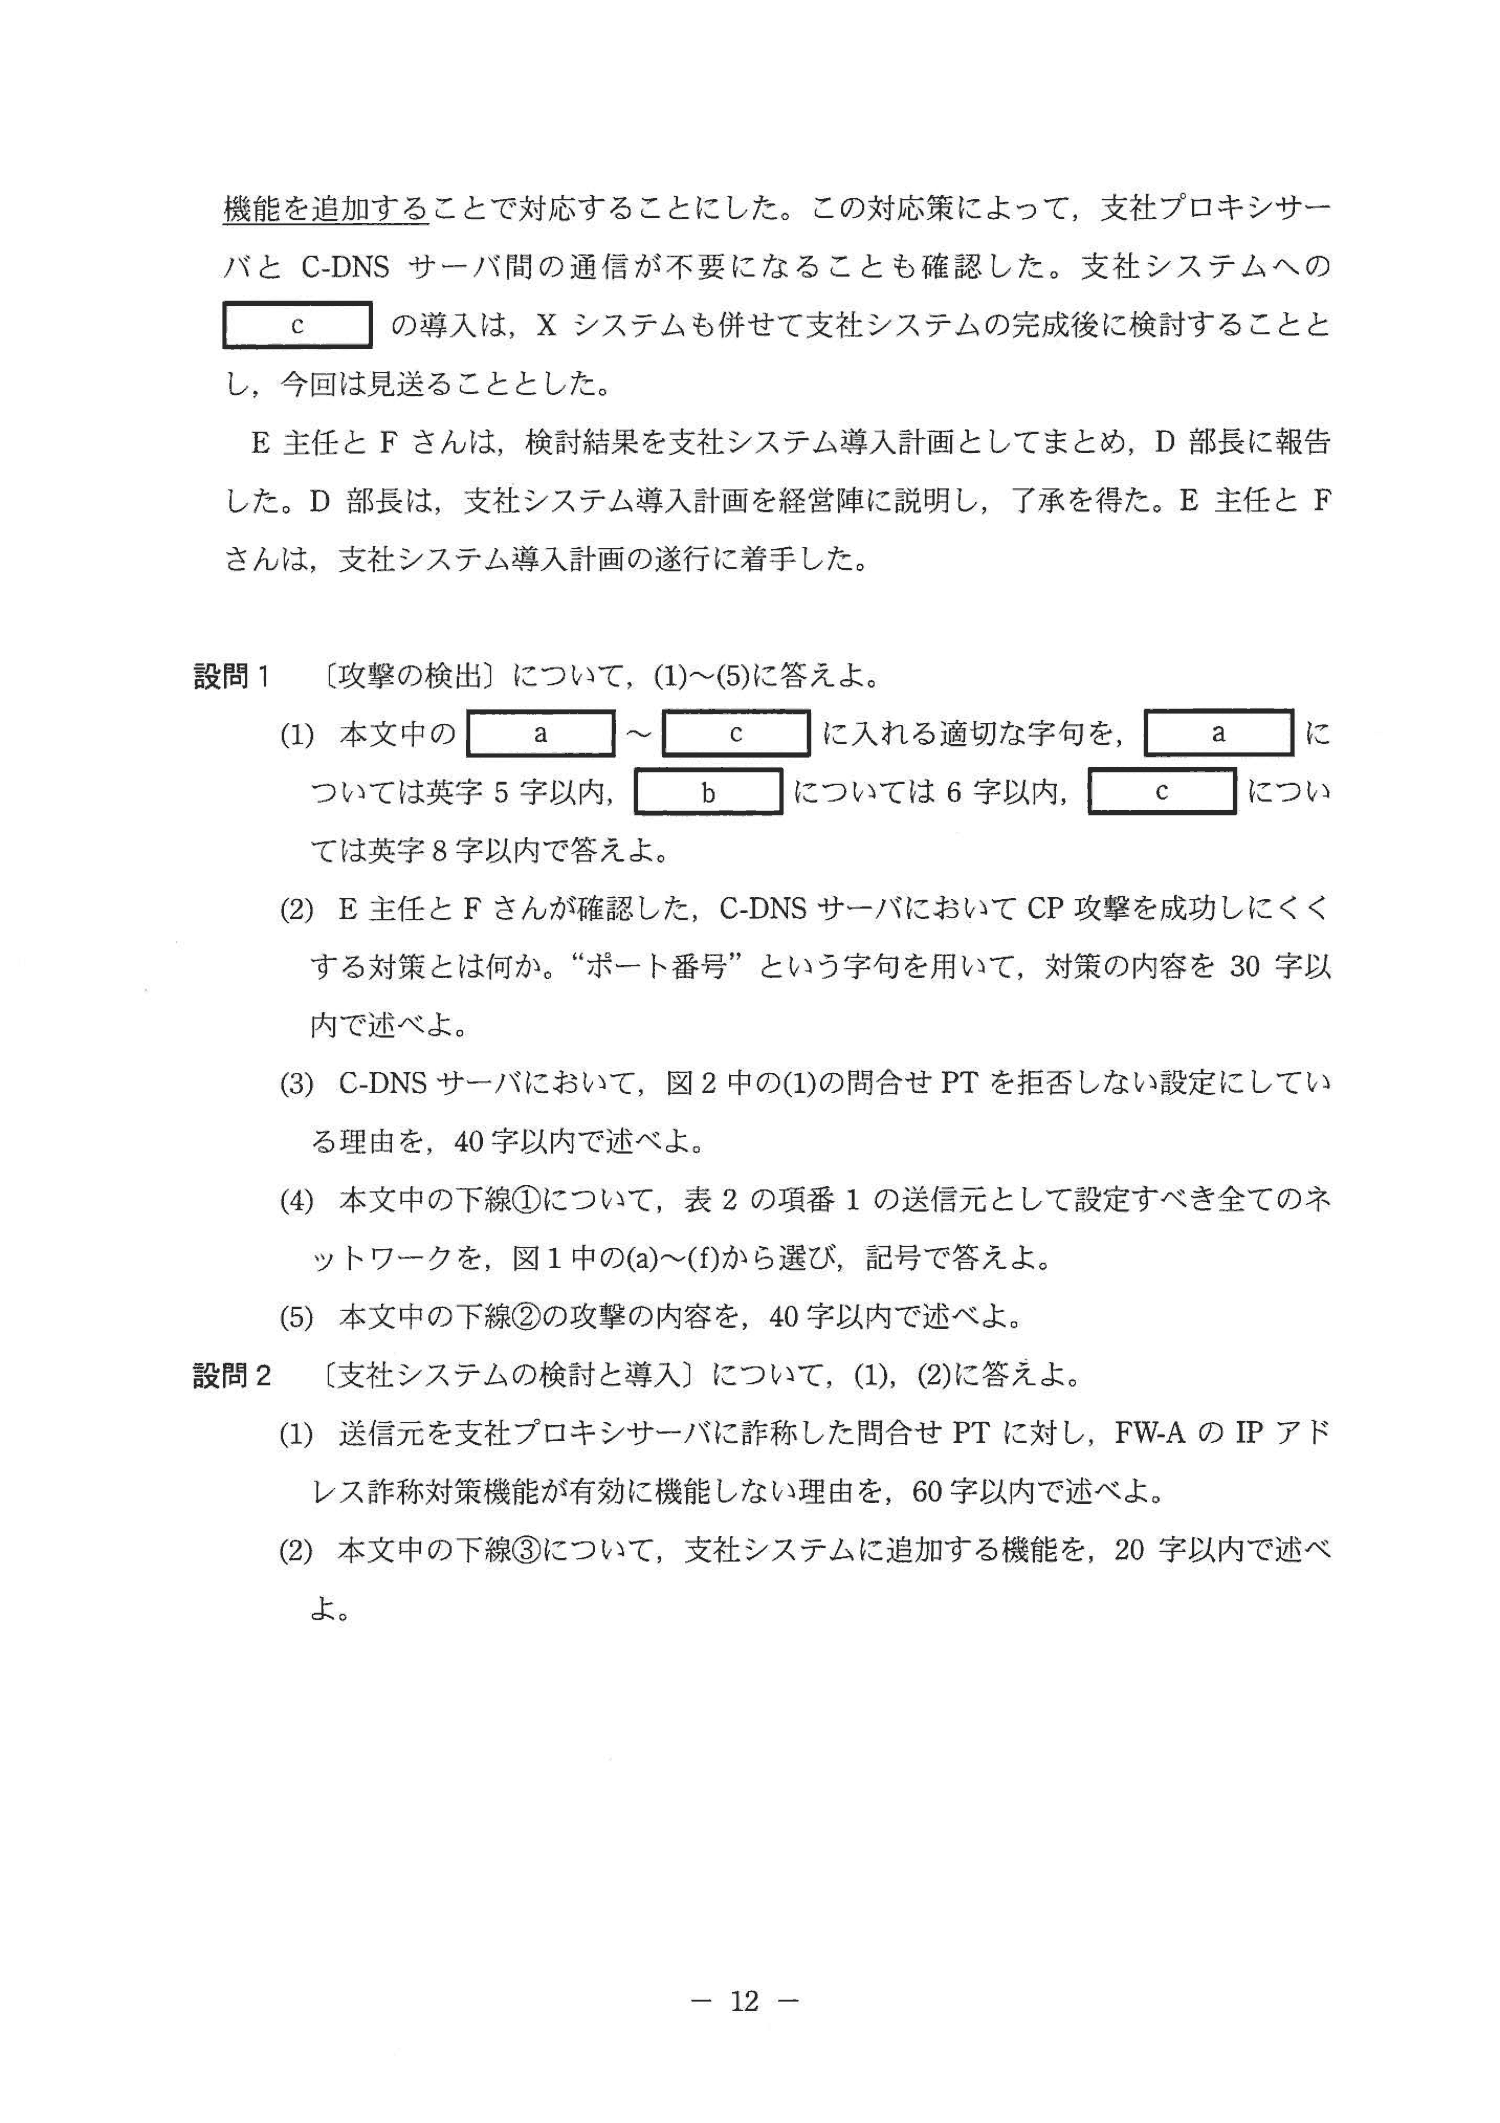 機能を追加することで対応することにした。この対応策によって，支社プロキシサー
バと C-DNS サーバ間の通信が不要になることも確認した。支社システムへの
c の導入は，X システムも併せて支社システムの完成後に検討することと
し，今回は見送ることとした。
E 主任と F さんは，検討結果を支社システム導入計画としてまとめ，D 部長に報告
した。D 部長は，支社システム導入計画を経営陣に説明し，了承を得た。E 主任と F
さんは，支社システム導入計画の遂行に着手した。
設問1 〔攻撃の検出〕について，(1)～(5)に答えよ。
(1) 本文中の a ～ c に入れる適切な字句を， a に
ついては英字 5 字以内， b については 6 字以内， c につい
ては英字 8 字以内で答えよ。
(2) E 主任と F さんが確認した，C-DNS サーバにおいて CP 攻撃を成功しにくく
する対策とは何か。“ポート番号” という字句を用いて，対策の内容を 30 字以
内で述べよ。
(3) C-DNS サーバにおいて，図 2 中の(1)の問合せ PT を拒否しない設定にしてい
る理由を，40 字以内で述べよ。
(4) 本文中の下線①について，表 2 の項番 1 の送信元として設定すべき全てのネ
ットワークを，図 1 中の(a)～(f)から選び，記号で答えよ。
(5) 本文中の下線②の攻撃の内容を，40 字以内で述べよ。
設問2 〔支社システムの検討と導入〕について，(1)，(2)に答えよ。
(1) 送信元を支社プロキシサーバに詐称した問合せ PT に対し，FW-A の IP アド
レス詐称対策機能が有効に機能しない理由を，60 字以内で述べよ。
(2) 本文中の下線③について，支社システムに追加する機能を，20 字以内で述べ
よ。
－ 12 －